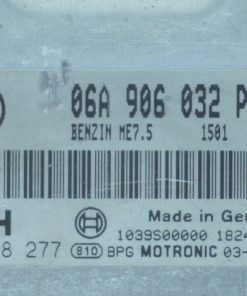 06A 906 032 P
BENZIN ME7.5 1501
Made in Ger
H
1039S00000 1824
8 277 810 BPG MOTRONIC 03-